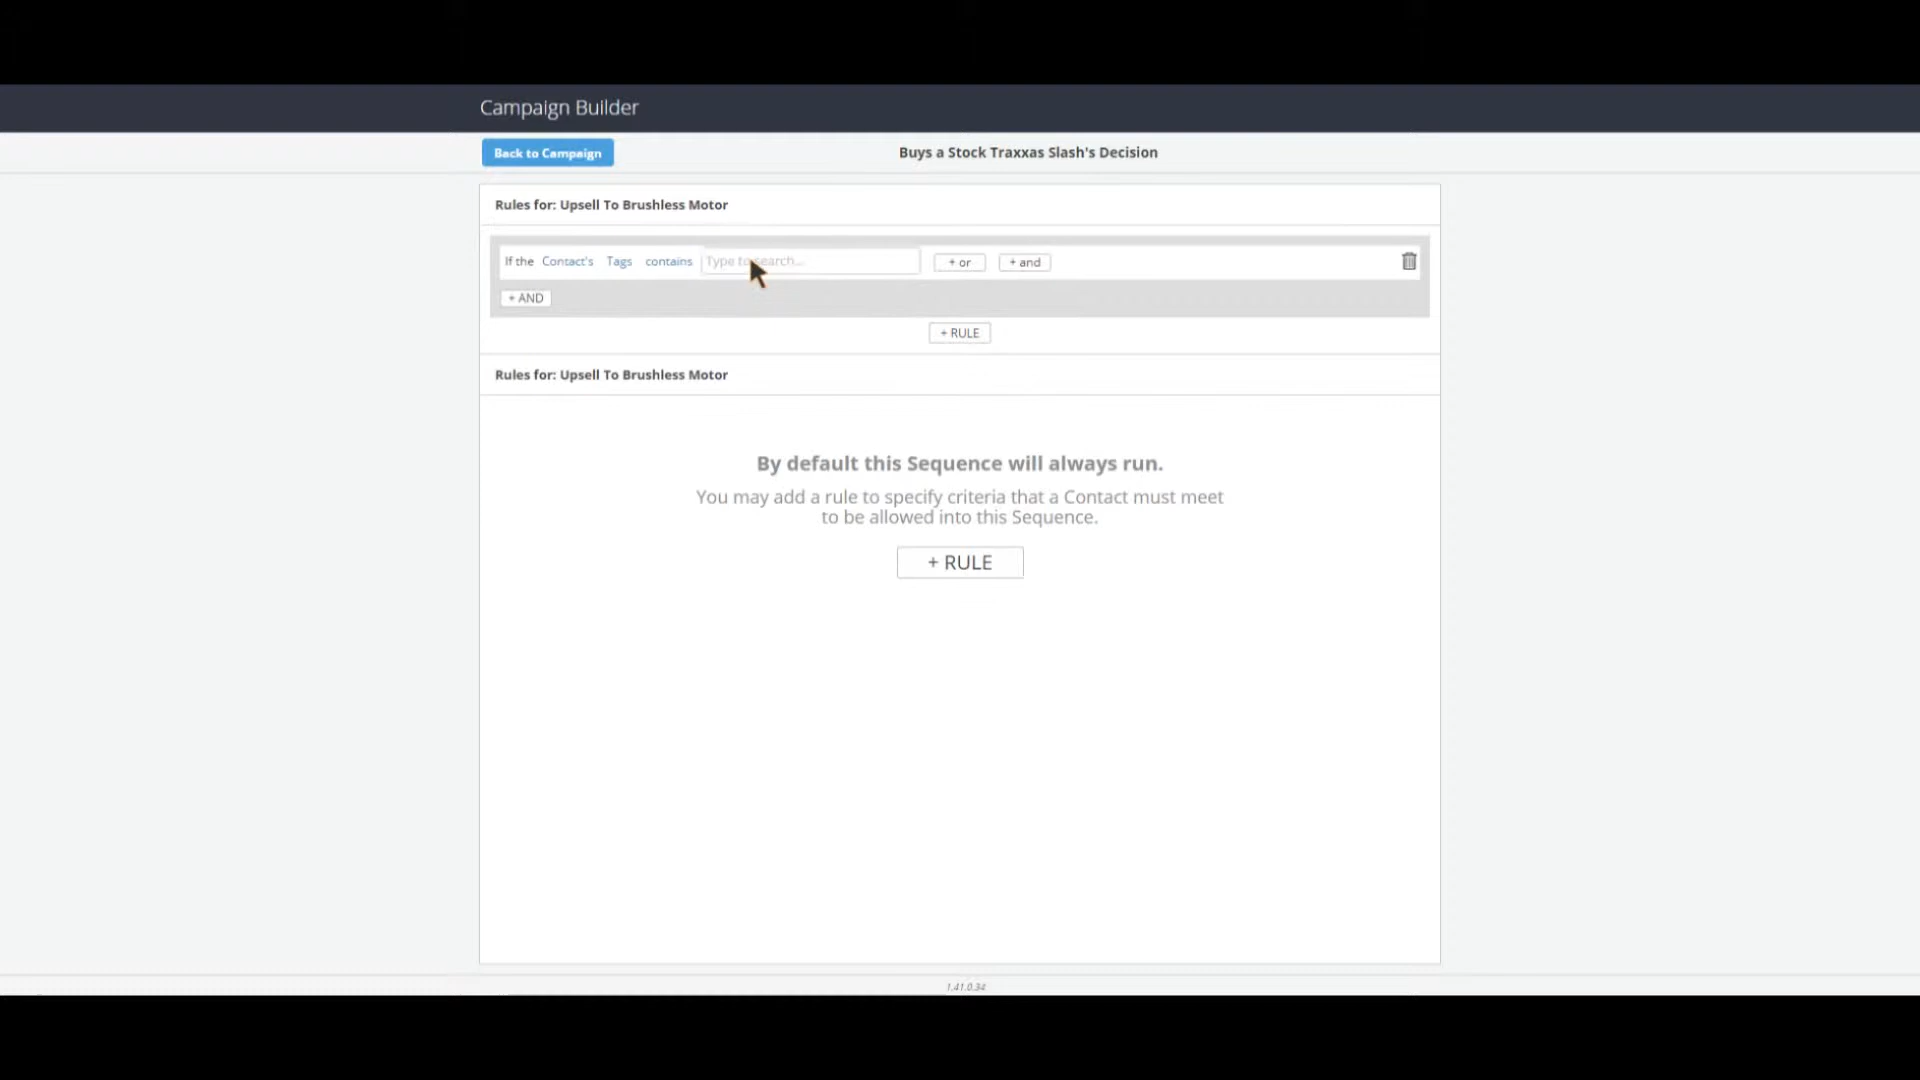 Campaign Builder
Back to Campaign
Buys a Stock Traxxas Slash's Decision
Rules for: Upsell To Brushless Motor
If the Contact's Tags contains Type to search... + or + and
+ AND
+ RULE
Rules for: Upsell To Brushless Motor
By default this Sequence will always run.
You may add a rule to specify criteria that a Contact must meet
to be allowed into this Sequence.
+ RULE
1.41.0.34